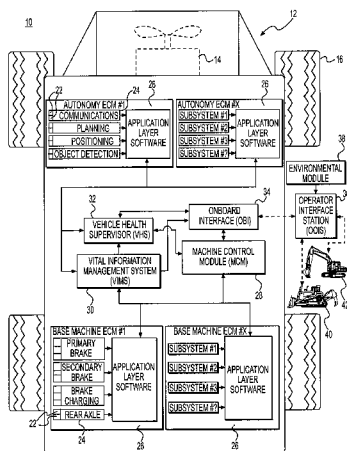 10
12
14
16
22
24
26
26
AUTONOMY ECM #1
COMMUNICATIONS
PLANNING
POSITIONING
OBJECT DETECTION
APPLICATION
LAYER
SOFTWARE
AUTONOMY ECM #X
SUBSYSTEM #1
SUBSYSTEM #2
SUBSYSTEM #3
SUBSYSTEM #?
APPLICATION
LAYER
SOFTWARE
38
ENVIRONMENTAL
MODULE
OPERATOR
INTERFACE
STATION
(OOIS)
42
40
32
VEHICLE HEALTH
SUPERVISOR (VHS)
34
ONBOARD
INTERFACE (OBI)
VITAL INFORMATION
MANAGEMENT SYSTEM
(VIMS)
30
MACHINE CONTROL
MODULE (MCM)
28
BASE MACHINE ECM #1
PRIMARY
BRAKE
SECONDARY
BRAKE
BRAKE
CHARGING
REAR AXLE
22
24
APPLICATION
LAYER
SOFTWARE
26
BASE MACHINE ECM #X
SUBSYSTEM #1
SUBSYSTEM #2
SUBSYSTEM #3
SUBSYSTEM #?
APPLICATION
LAYER
SOFTWARE
26